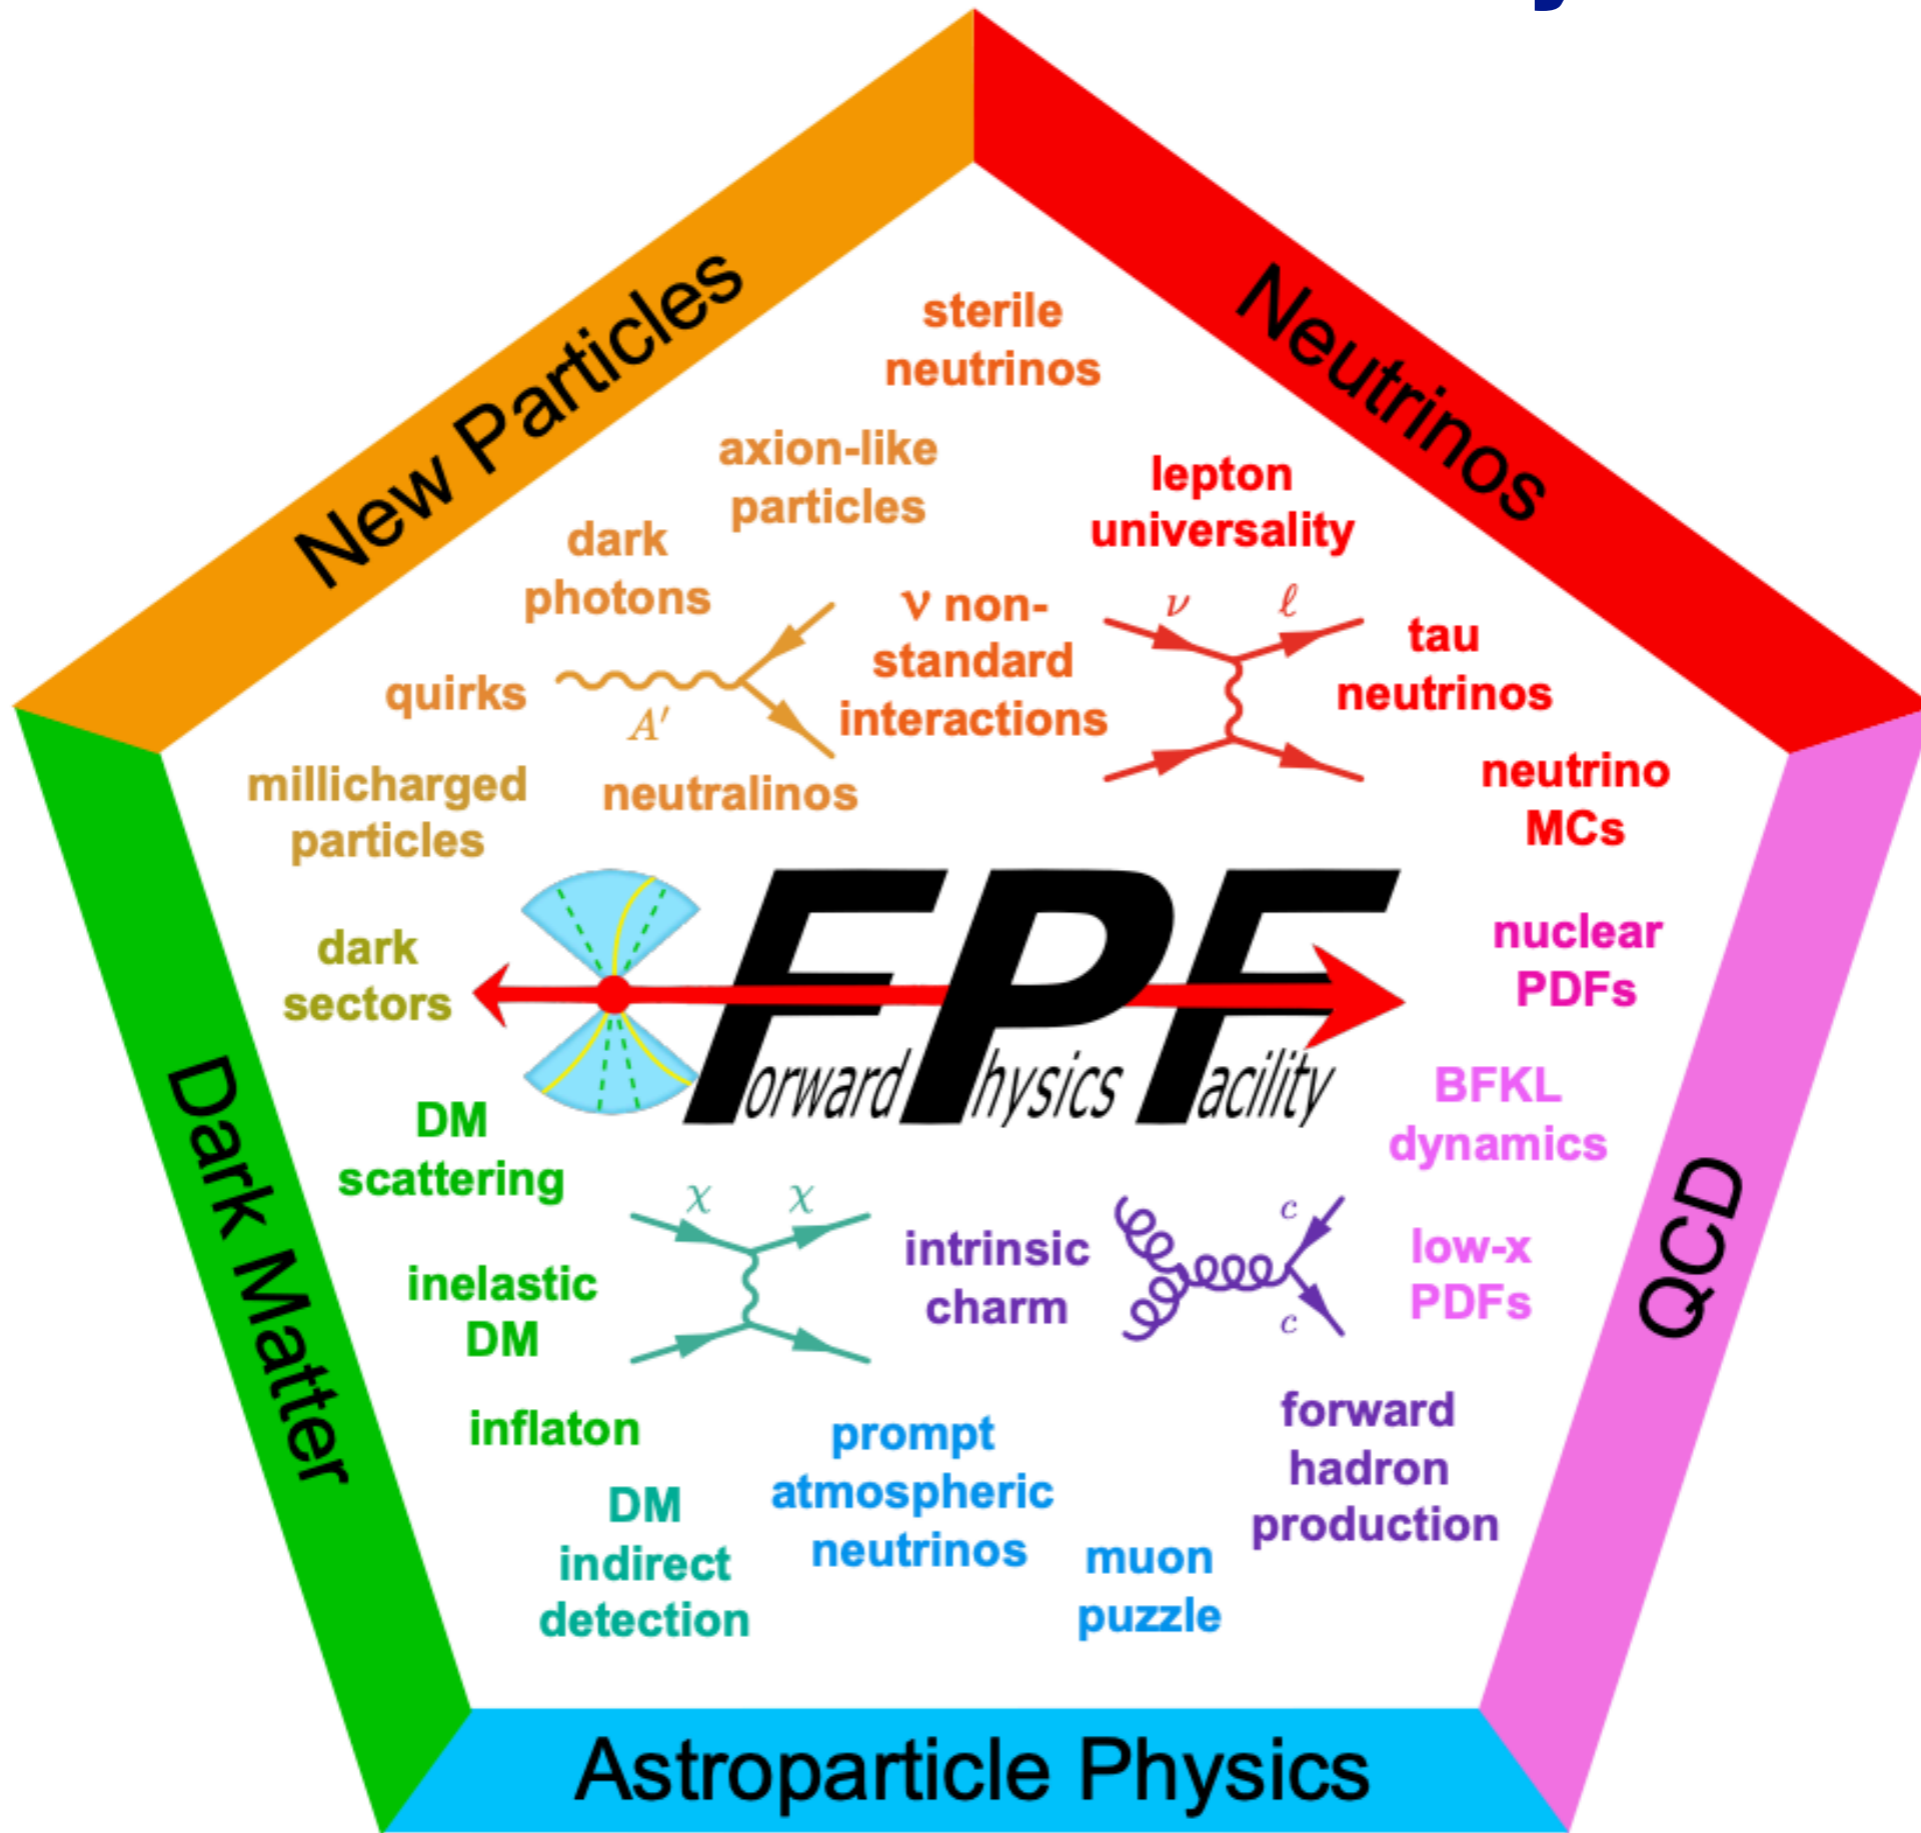 New Particles
Neutrinos
sterile
neutrinos
axion-like
particles
lepton
universality
dark
photons
ν non-
standard
interactions
ν
ℓ
tau
neutrinos
quirks
A′
neutralinos
millicharged
particles
neutrino
MCs
dark
sectors
FPF
Forward Physics Facility
nuclear
PDFs
Dark Matter
DM
scattering
BFKL
dynamics
QCD
χ χ
inelastic
DM
intrinsic
charm
c
c
low-x
PDFs
inflaton
prompt
atmospheric
neutrinos
forward
hadron
production
DM
indirect
detection
muon
puzzle
Astroparticle Physics